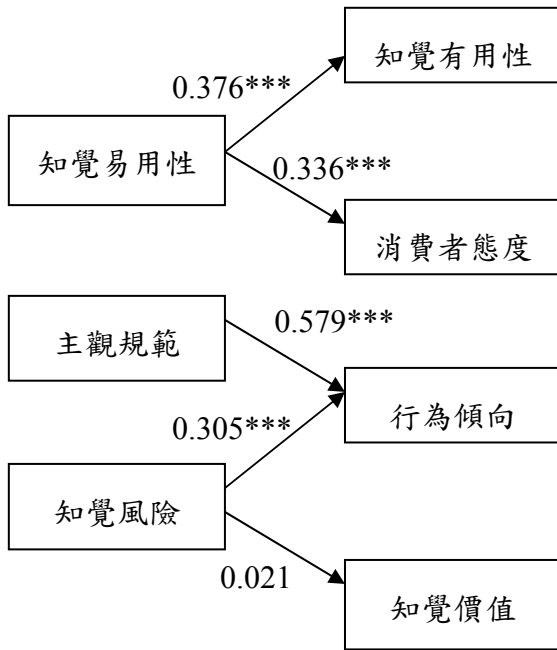 知覺有用性
0.376***
知覺易用性
0.336***
消費者態度
主觀規範
0.579***
行為傾向
0.305***
知覺風險
0.021
知覺價值